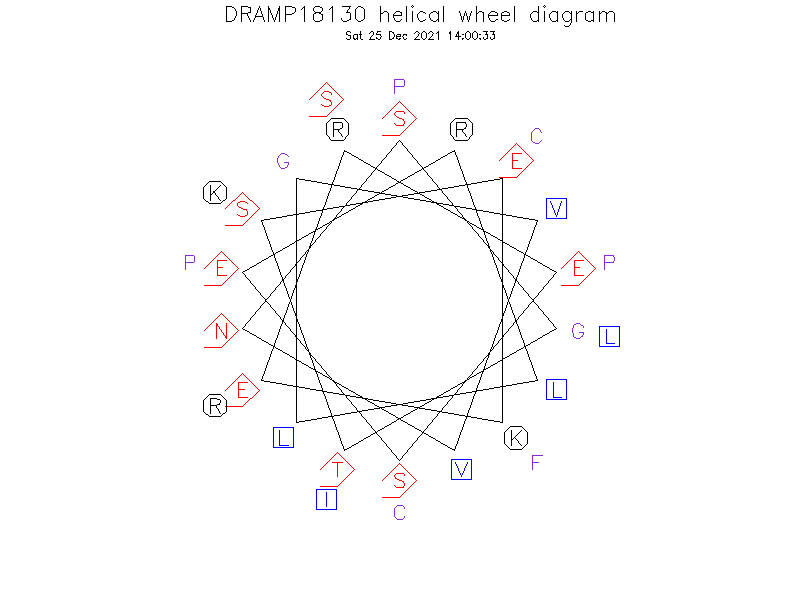 DRAMP18130 helical wheel diagram
Sat 25 Dec 2021 14:00:33
P
S
S
R
R
C
G
E
K
S
V
P
E
E
P
N
G
L
E
L
R
L
K
T
V
F
S
I
C